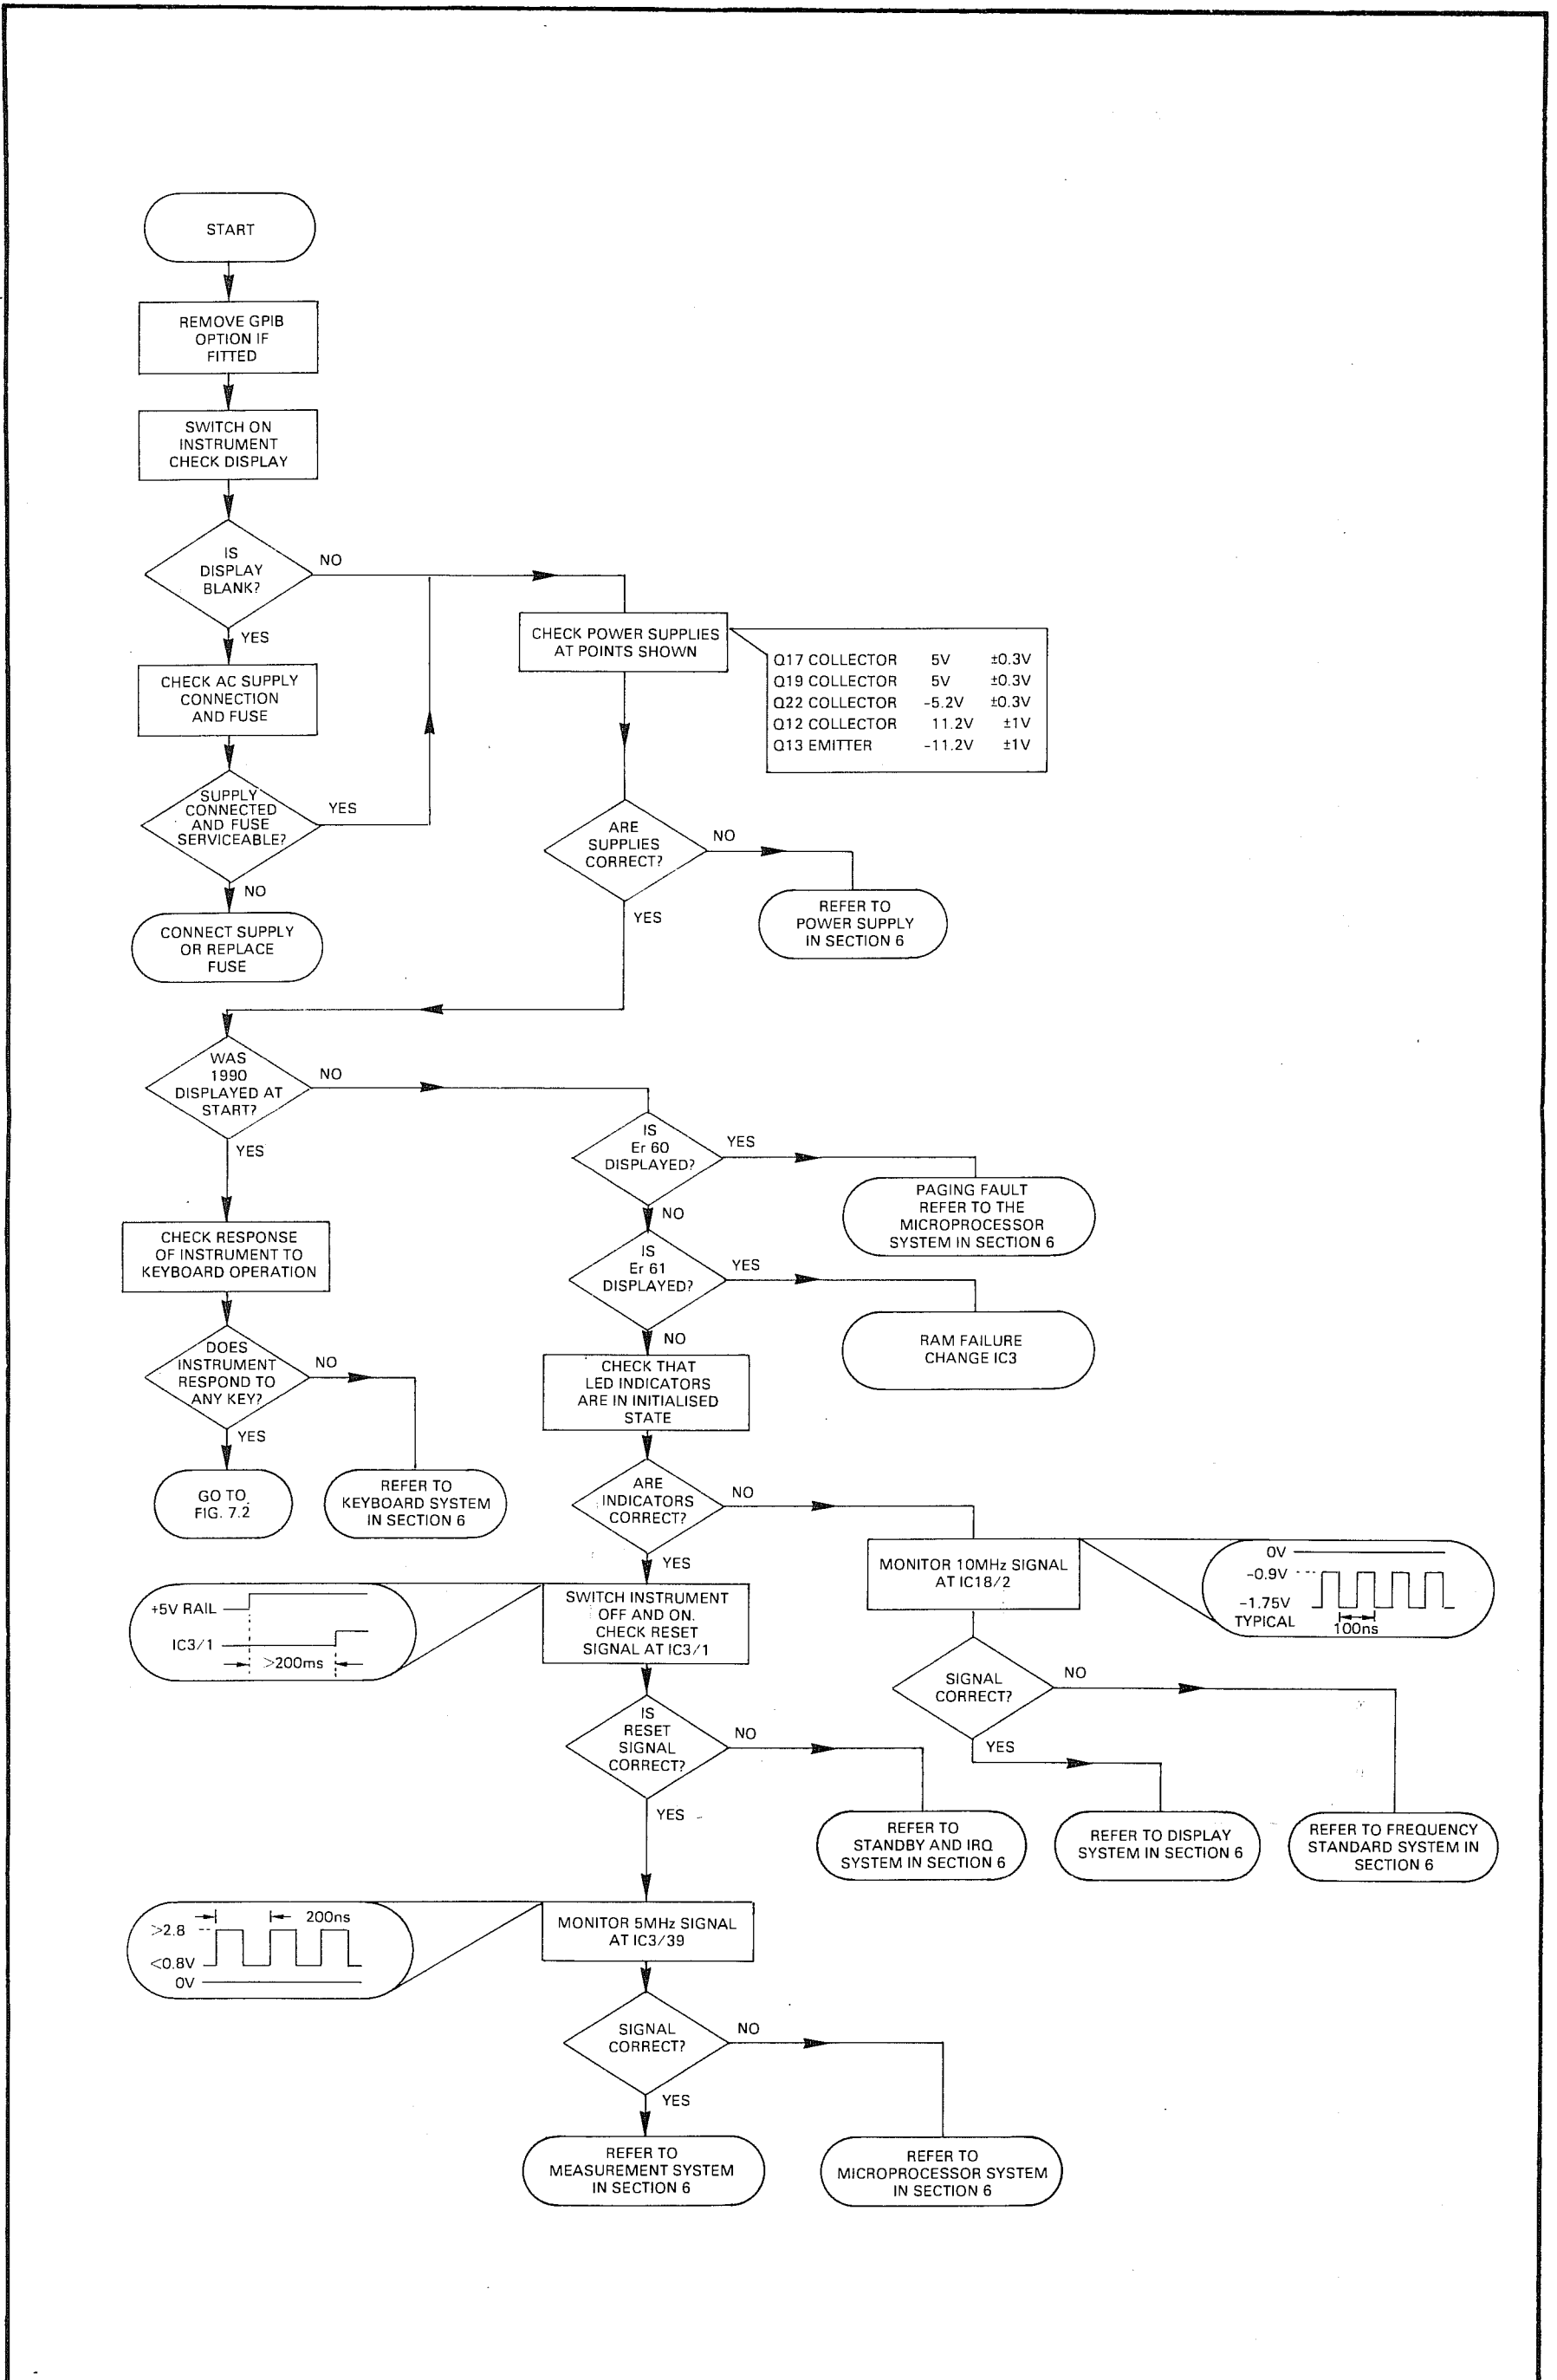 START
REMOVE GPIB
OPTION IF
FITTED
SWITCH ON
INSTRUMENT
CHECK DISPLAY
IS
DISPLAY
BLANK?
NO
YES
CHECK AC SUPPLY
CONNECTION
AND FUSE
SUPPLY
CONNECTED
AND FUSE
SERVICEABLE?
YES
NO
CONNECT SUPPLY
OR REPLACE
FUSE
CHECK POWER SUPPLIES
AT POINTS SHOWN
Q17 COLLECTOR 5V ±0.3V
Q19 COLLECTOR 5V ±0.3V
Q22 COLLECTOR -5.2V ±0.3V
Q12 COLLECTOR 11.2V ±1V
Q13 EMITTER -11.2V ±1V
ARE
SUPPLIES
CORRECT?
NO
YES
REFER TO
POWER SUPPLY
IN SECTION 6
WAS
1990
DISPLAYED AT
START?
NO
YES
CHECK RESPONSE
OF INSTRUMENT TO
KEYBOARD OPERATION
DOES
INSTRUMENT
RESPOND TO
ANY KEY?
NO
YES
GO TO
FIG. 7.2
REFER TO
KEYBOARD SYSTEM
IN SECTION 6
IS
Er 60
DISPLAYED?
YES
NO
PAGING FAULT
REFER TO THE
MICROPROCESSOR
SYSTEM IN SECTION 6
IS
Er 61
DISPLAYED?
YES
NO
RAM FAILURE
CHANGE IC3
CHECK THAT
LED INDICATORS
ARE IN INITIALISED
STATE
ARE
INDICATORS
CORRECT?
NO
YES
MONITOR 10MHz SIGNAL
AT IC18/2
0V
-0.9V
-1.75V
TYPICAL
100ns
SWITCH INSTRUMENT
OFF AND ON.
CHECK RESET
SIGNAL AT IC3/1
+5V RAIL
IC3/1
>200ms
SIGNAL
CORRECT?
NO
YES
IS
RESET
SIGNAL
CORRECT?
NO
YES
REFER TO
STANDBY AND IRQ
SYSTEM IN SECTION 6
REFER TO DISPLAY
SYSTEM IN SECTION 6
REFER TO FREQUENCY
STANDARD SYSTEM IN
SECTION 6
MONITOR 5MHz SIGNAL
AT IC3/39
200ns
>2.8
<0.8V
0V
SIGNAL
CORRECT?
NO
YES
REFER TO
MEASUREMENT SYSTEM
IN SECTION 6
REFER TO
MICROPROCESSOR SYSTEM
IN SECTION 6